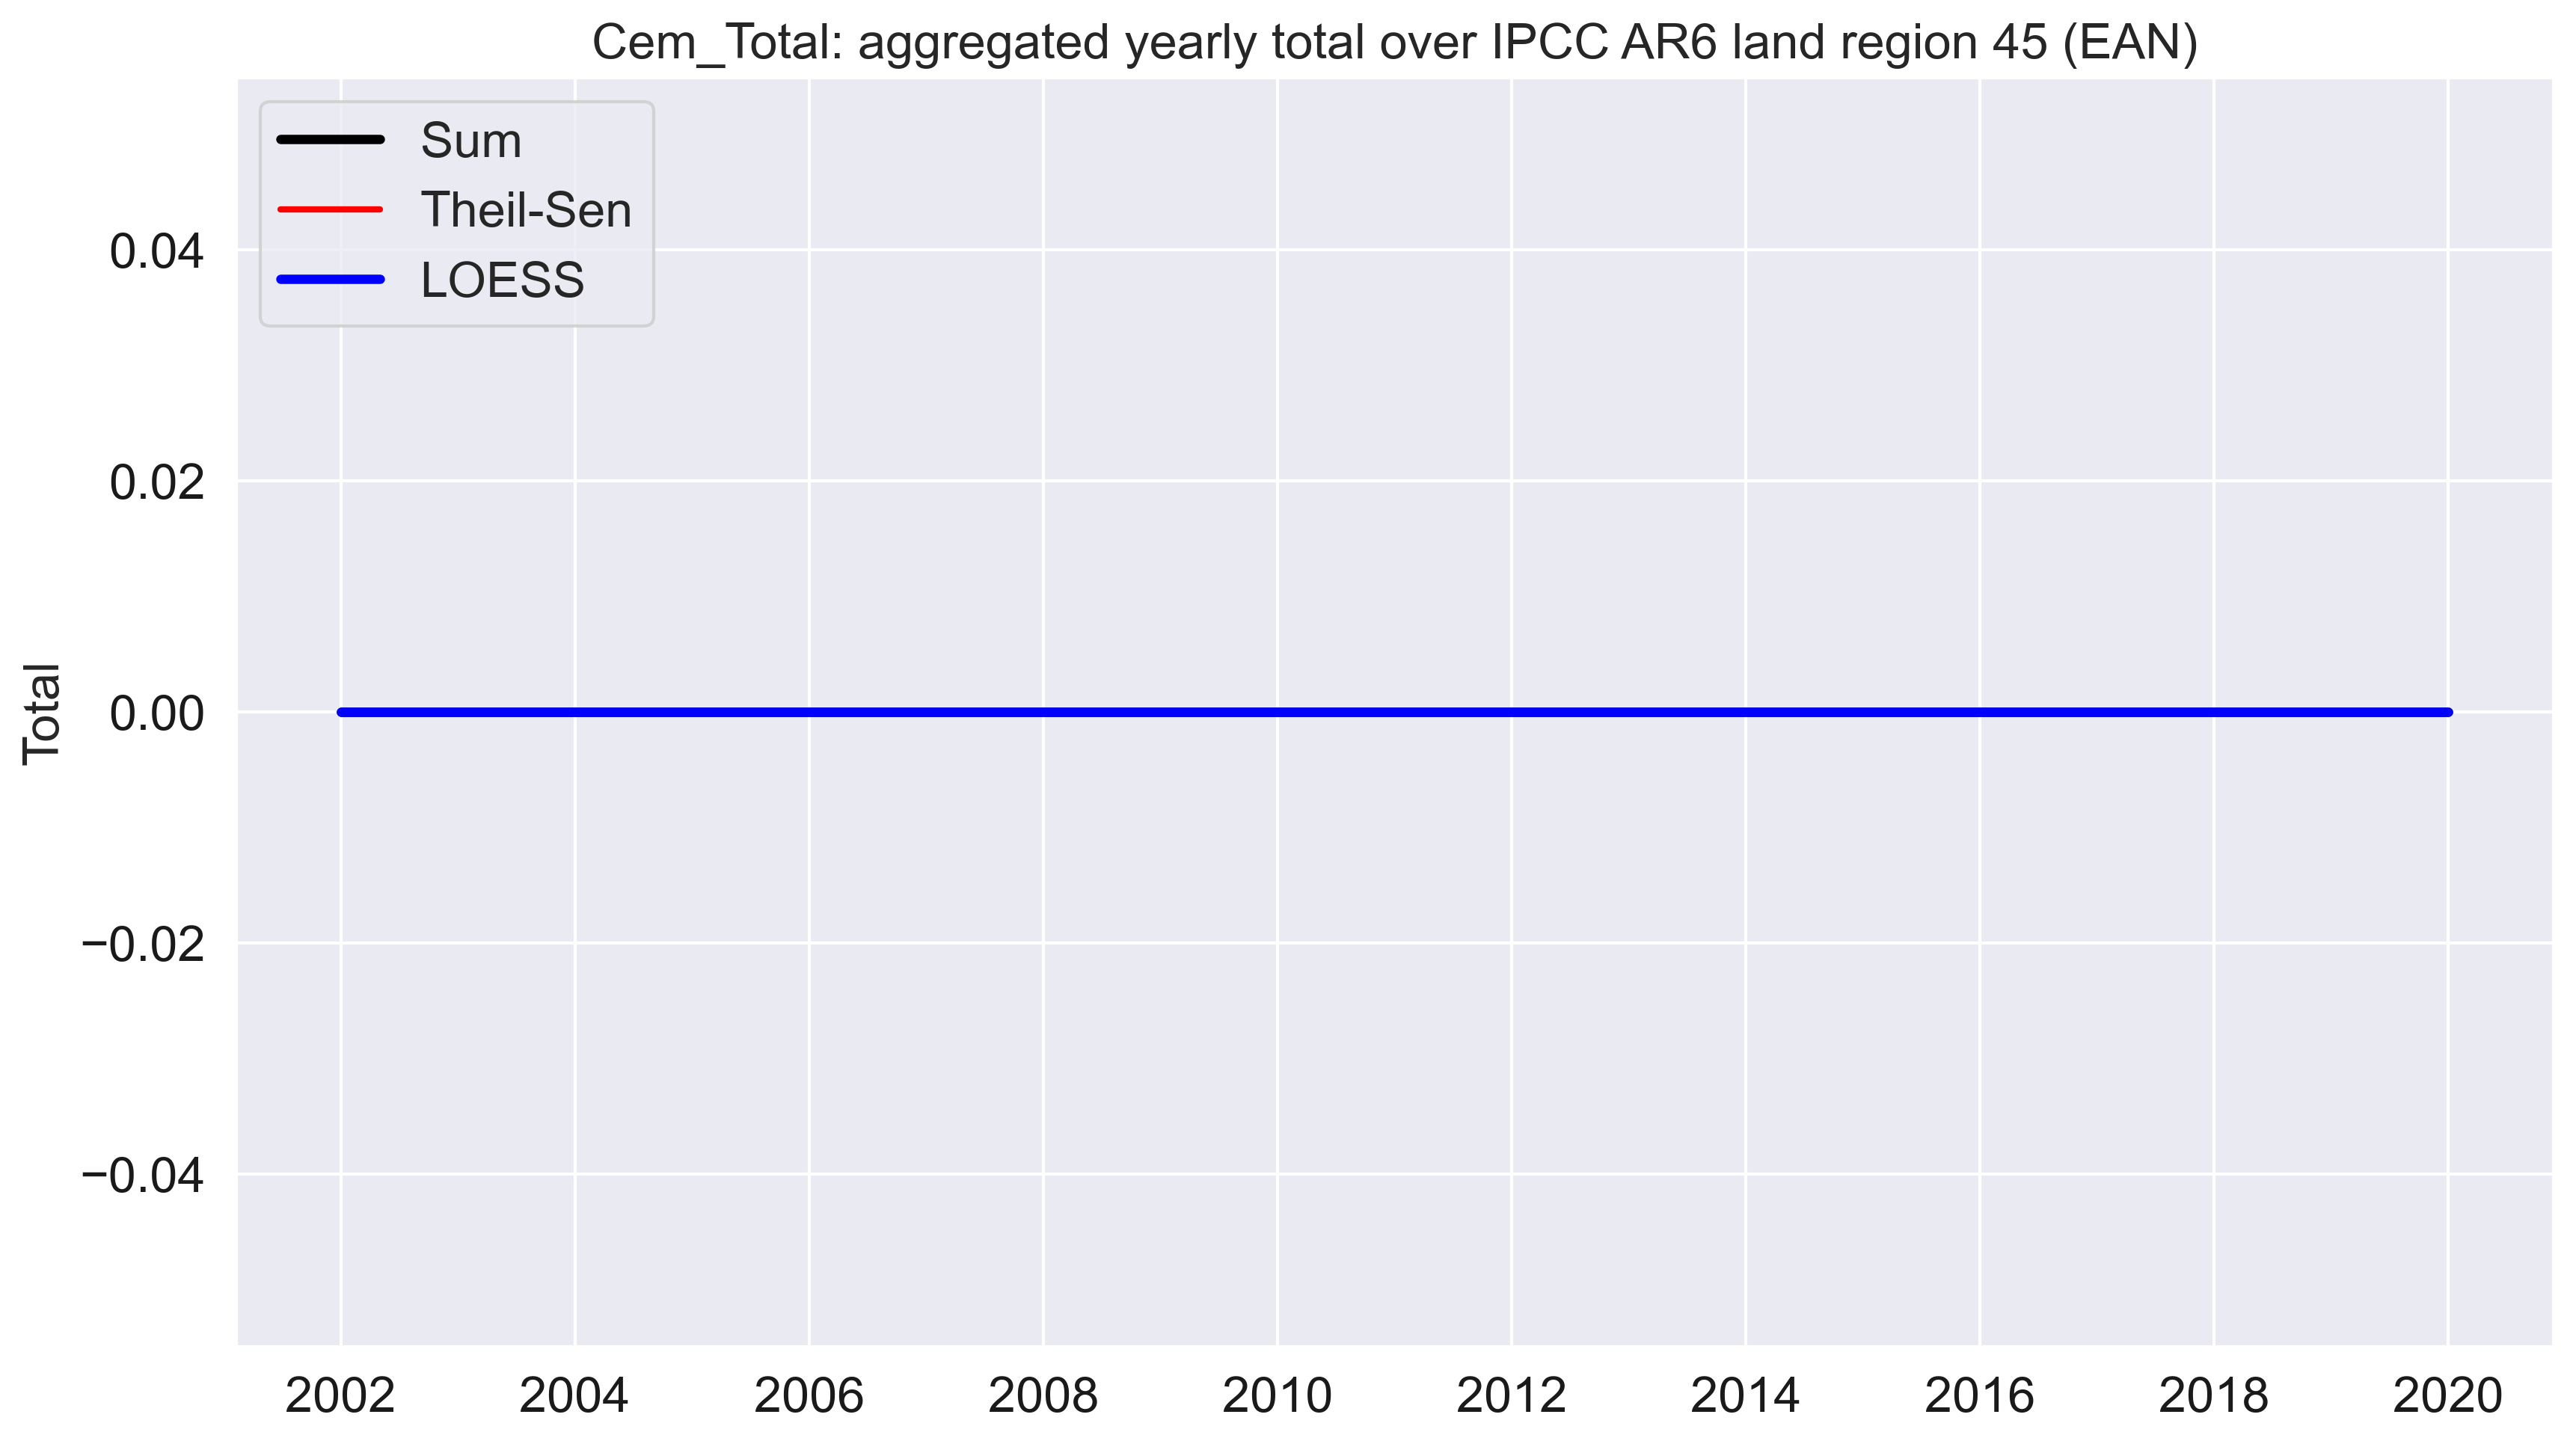 Cem_Total: aggregated yearly total over IPCC AR6 land region 45 (EAN)
Sum
Theil-Sen
LOESS
0.04
0.02
0.00
−0.02
−0.04
Total
2002 2004 2006 2008 2010 2012 2014 2016 2018 2020